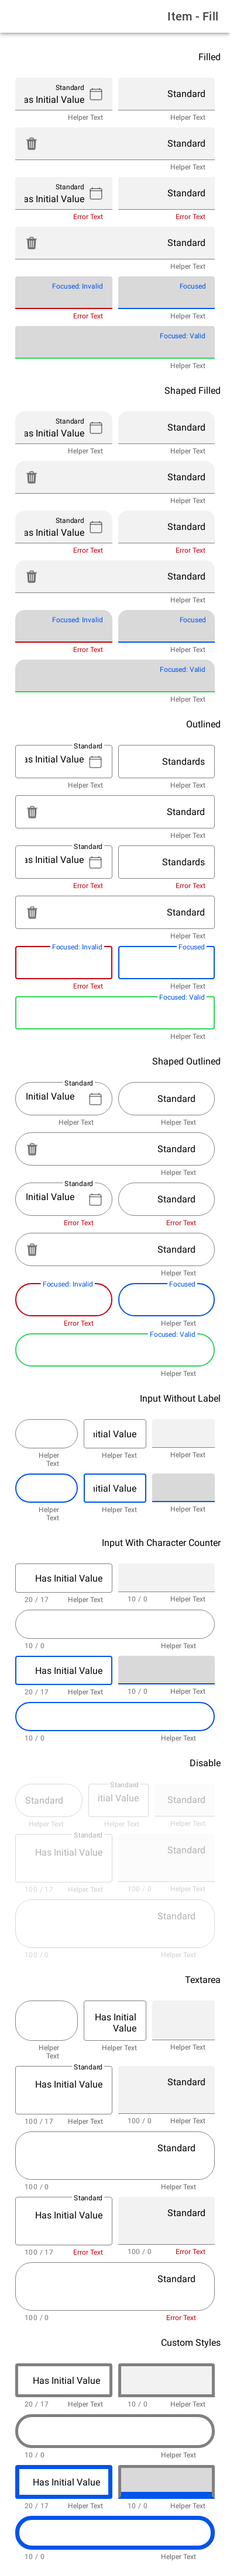 Item - Fill
Filled
Standard
as Initial Value
Standard
Helper Text
Helper Text
Standard
Helper Text
Standard
as Initial Value
Standard
Error Text
Error Text
Standard
Helper Text
Focused: Invalid
Focused
Error Text
Helper Text
Focused: Valid
Helper Text
Shaped Filled
Standard
as Initial Value
Standard
Helper Text
Helper Text
Standard
Helper Text
Standard
as Initial Value
Standard
Error Text
Error Text
Standard
Helper Text
Focused: Invalid
Focused
Error Text
Helper Text
Focused: Valid
Helper Text
Outlined
Standard
as Initial Value
Standards
Helper Text
Helper Text
Standard
Helper Text
Standard
as Initial Value
Standards
Error Text
Error Text
Standard
Helper Text
Focused: Invalid
Focused
Error Text
Helper Text
Focused: Valid
Helper Text
Shaped Outlined
Standard
Initial Value
Standard
Helper Text
Helper Text
Standard
Helper Text
Standard
Initial Value
Standard
Error Text
Error Text
Standard
Helper Text
Focused: Invalid
Focused
Error Text
Helper Text
Focused: Valid
Helper Text
Input Without Label
nitial Value
Helper
Text
Helper Text
Helper Text
nitial Value
Helper
Text
Helper Text
Helper Text
Input With Character Counter
Has Initial Value
20 / 17
Helper Text
10 / 0
Helper Text
10 / 0
Helper Text
Has Initial Value
20 / 17
Helper Text
10 / 0
Helper Text
10 / 0
Helper Text
Disable
Standard
Standard
itial Value
Standard
Helper Text
Helper Text
Helper Text
Standard
Has Initial Value
Standard
100 / 17
Helper Text
100 / 0
Helper Text
Standard
100 / 0
Helper Text
Textarea
Has Initial
Value
Helper
Text
Helper Text
Helper Text
Standard
Has Initial Value
Standard
100 / 17
Helper Text
100 / 0
Helper Text
Standard
100 / 0
Helper Text
Standard
Has Initial Value
Standard
100 / 17
Error Text
100 / 0
Error Text
Standard
100 / 0
Error Text
Custom Styles
Has Initial Value
20 / 17
Helper Text
10 / 0
Helper Text
10 / 0
Helper Text
Has Initial Value
20 / 17
Helper Text
10 / 0
Helper Text
10 / 0
Helper Text